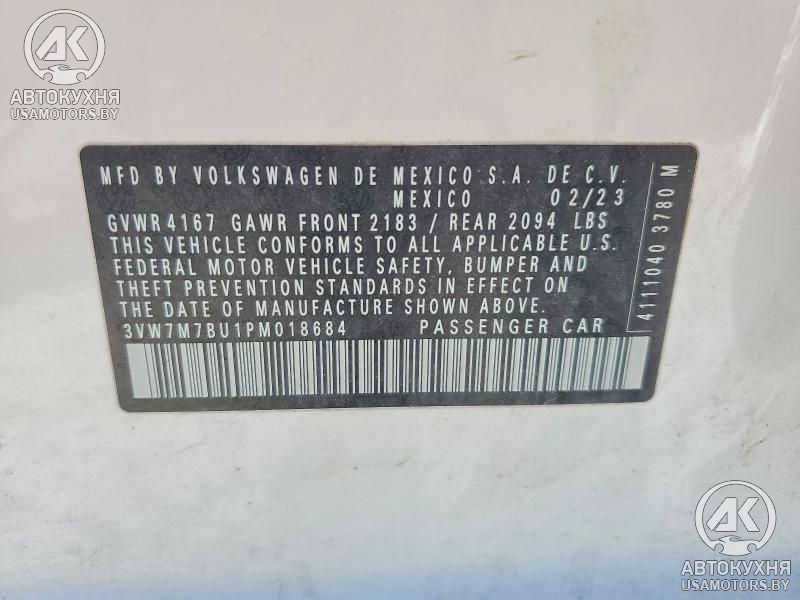 AK
АВТОКУХНЯ
USAMOTORS.BY
MFD BY VOLKSWAGEN DE MEXICO S.A. DE C.V.
MEXICO 02/23
GVWR 4167 GAWR FRONT 2183 / REAR 2094 LBS
THIS VEHICLE CONFORMS TO ALL APPLICABLE U.S.
FEDERAL MOTOR VEHICLE SAFETY, BUMPER AND
THEFT PREVENTION STANDARDS IN EFFECT ON
THE DATE OF MANUFACTURE SHOWN ABOVE.
3VW7M7BU1PM018684 PASSENGER CAR
4111040 3780 M
AK
АВТОКУХНЯ
USAMOTORS.BY